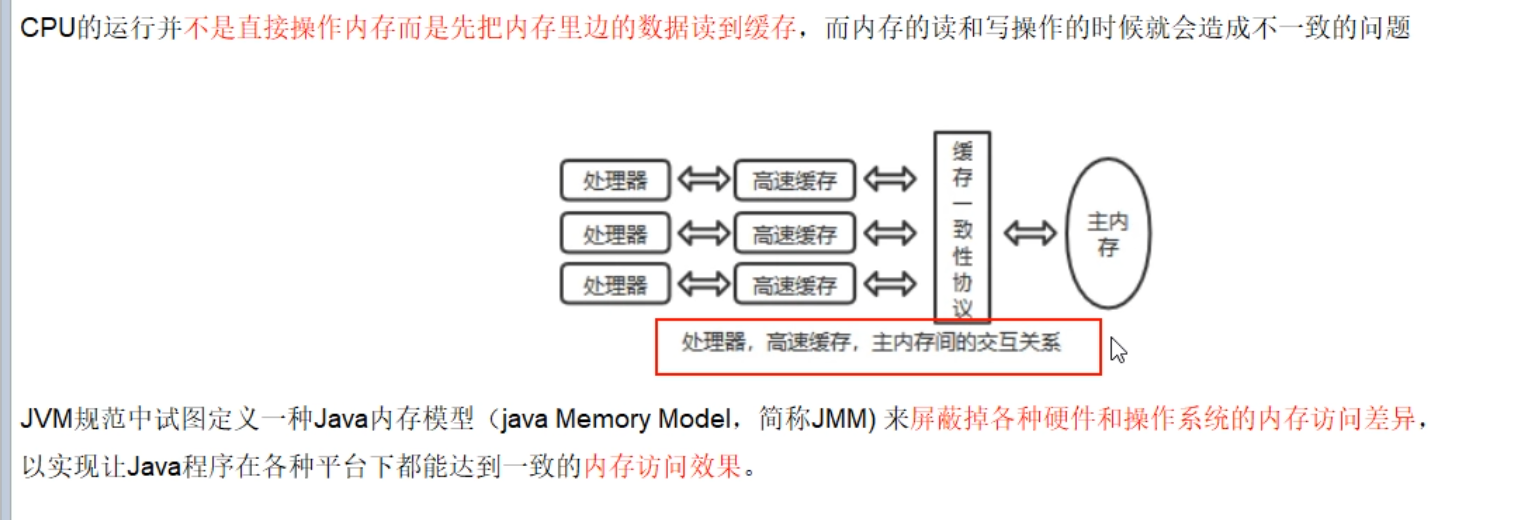 CPU的运行并不是直接操作内存而是先把内存里边的数据读到缓存，而内存的读和写操作的时候就会造成不一致的问题
处理器
高速缓存
处理器
高速缓存
处理器
高速缓存
缓存一致性协议
主内存
处理器，高速缓存，主内存间的交互关系
JVM规范中试图定义一种Java内存模型（java Memory Model，简称JMM) 来屏蔽掉各种硬件和操作系统的内存访问差异，
以实现让Java程序在各种平台下都能达到一致的内存访问效果。